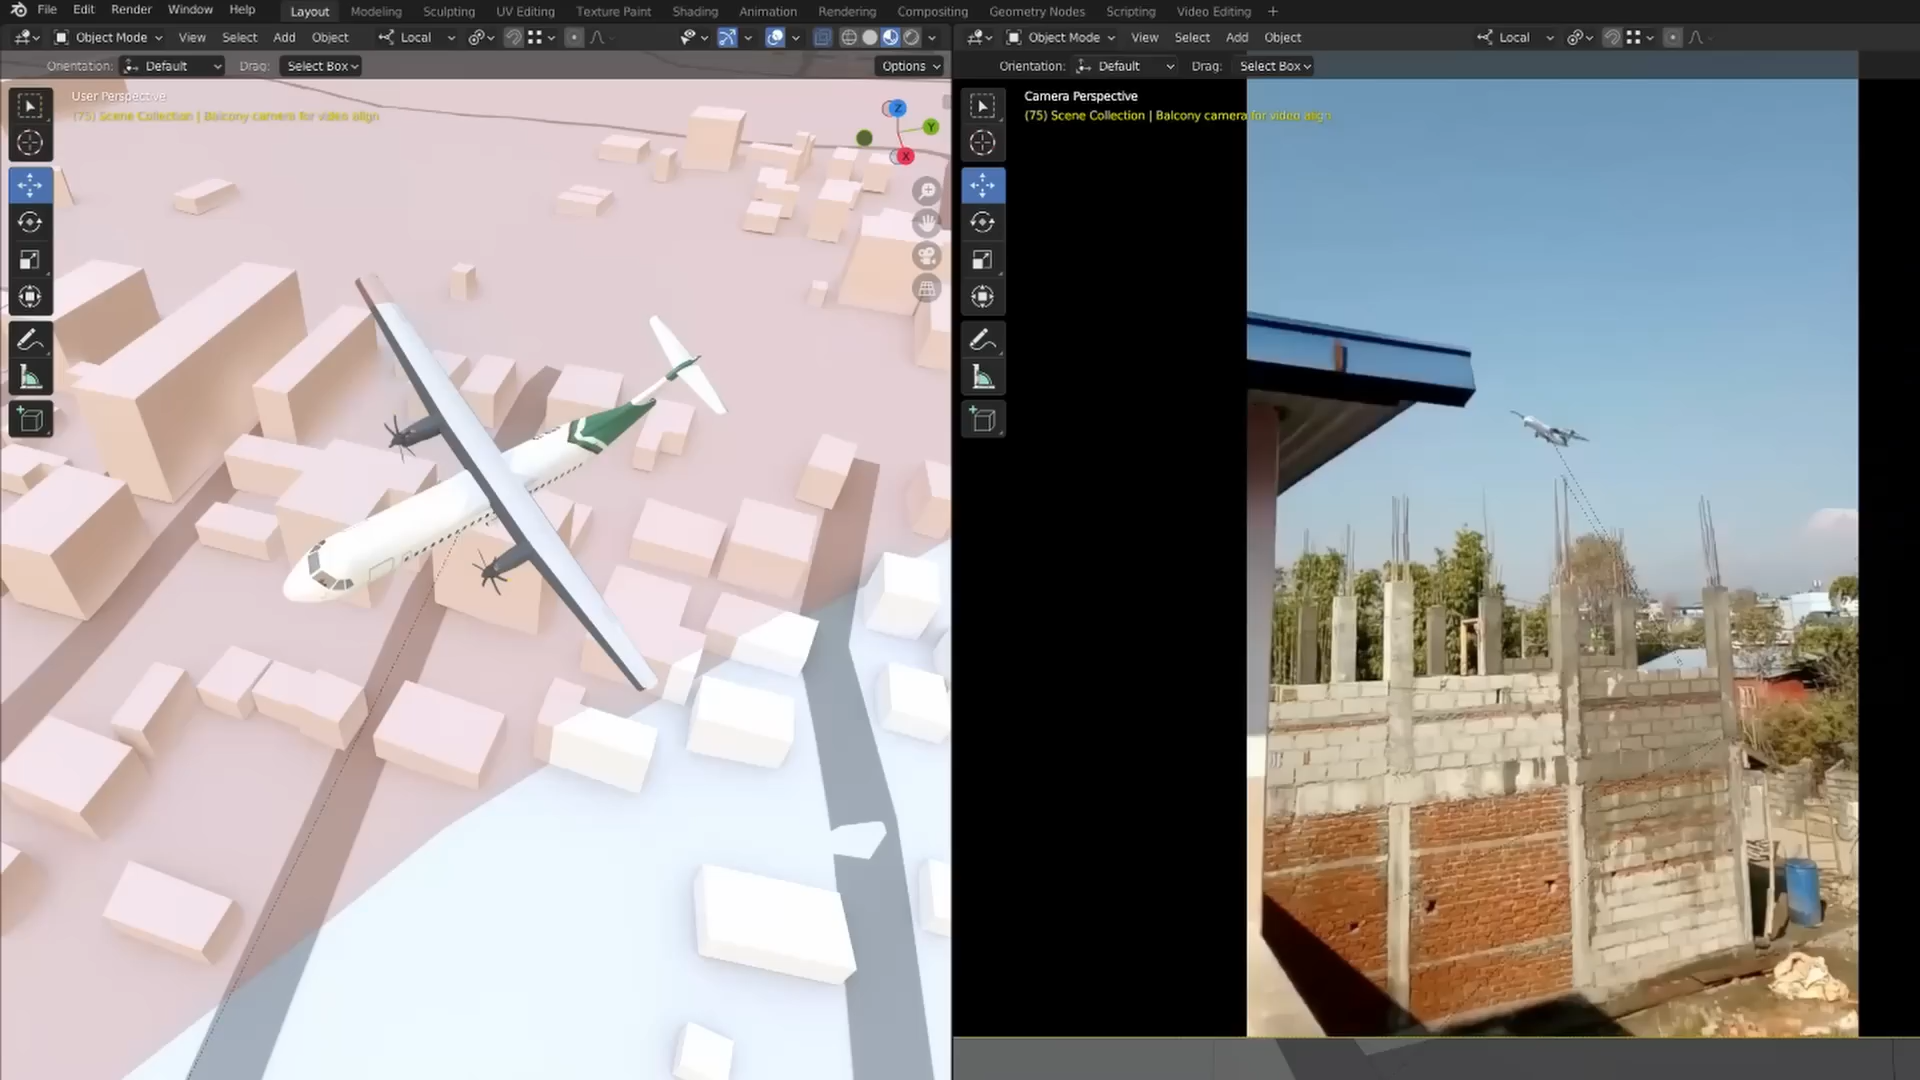 File Edit Render Window Help Layout Modeling Sculpting UV Editing Texture Paint Shading Animation Rendering Compositing Geometry Nodes Scripting Video Editing +
Object Mode View Select Add Object Local
Orientation: Default Drag: Select Box Options
User Perspective
(75) Scene Collection | Balcony camera for video align
Z
Y
X
Object Mode View Select Add Object Local
Orientation: Default Drag: Select Box
Camera Perspective
(75) Scene Collection | Balcony camera for video align